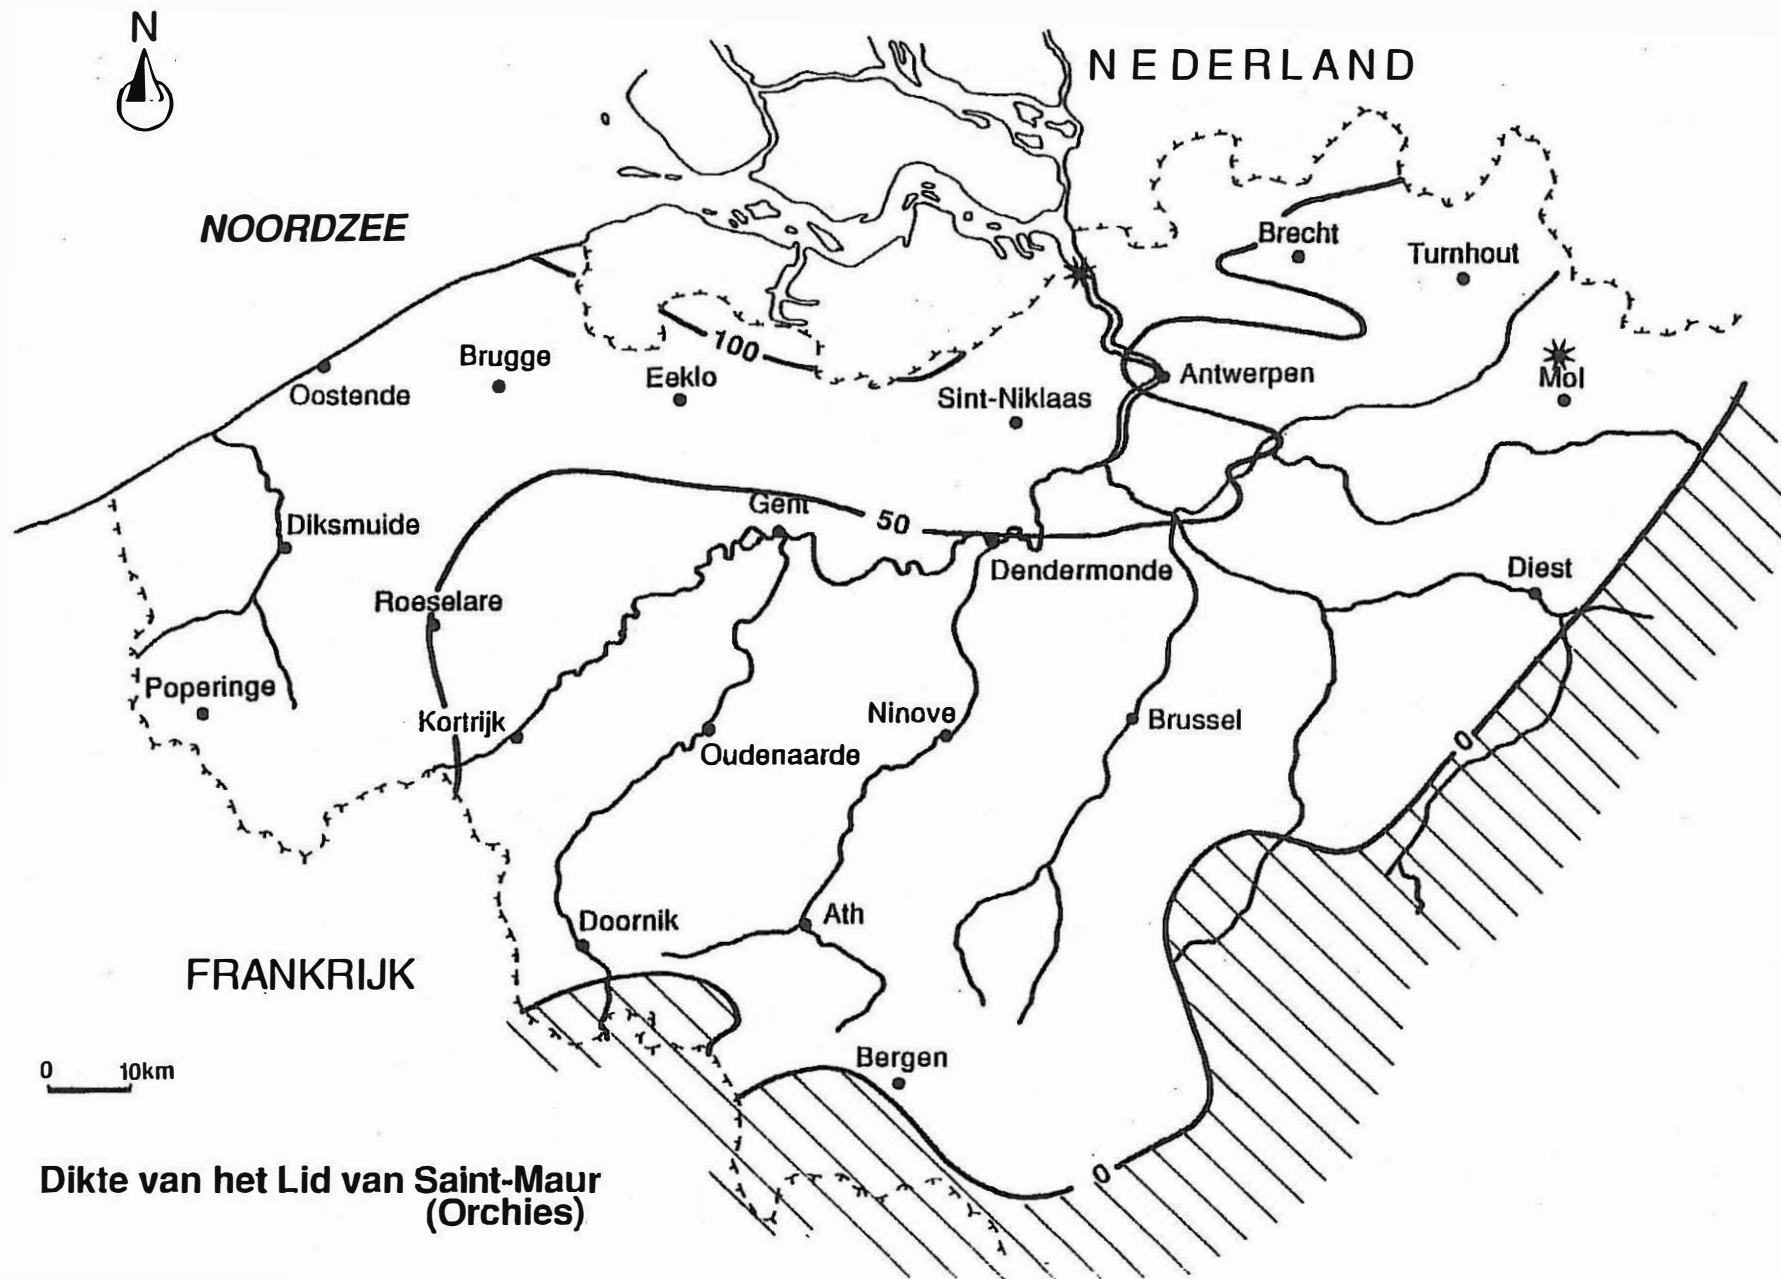 N
NEDERLAND
NOORDZEE
Brecht
Turnhout
100
Brugge
Eeklo
Oostende
Sint-Niklaas
Antwerpen
Mol
Gent
50
Diksmuide
Dendermonde
Diest
Roeselare
Poperinge
Kortrijk
Ninove
Brussel
Oudenaarde
0
Doornik
Ath
FRANKRIJK
Bergen
0 10km
0
Dikte van het Lid van Saint-Maur
(Orchies)